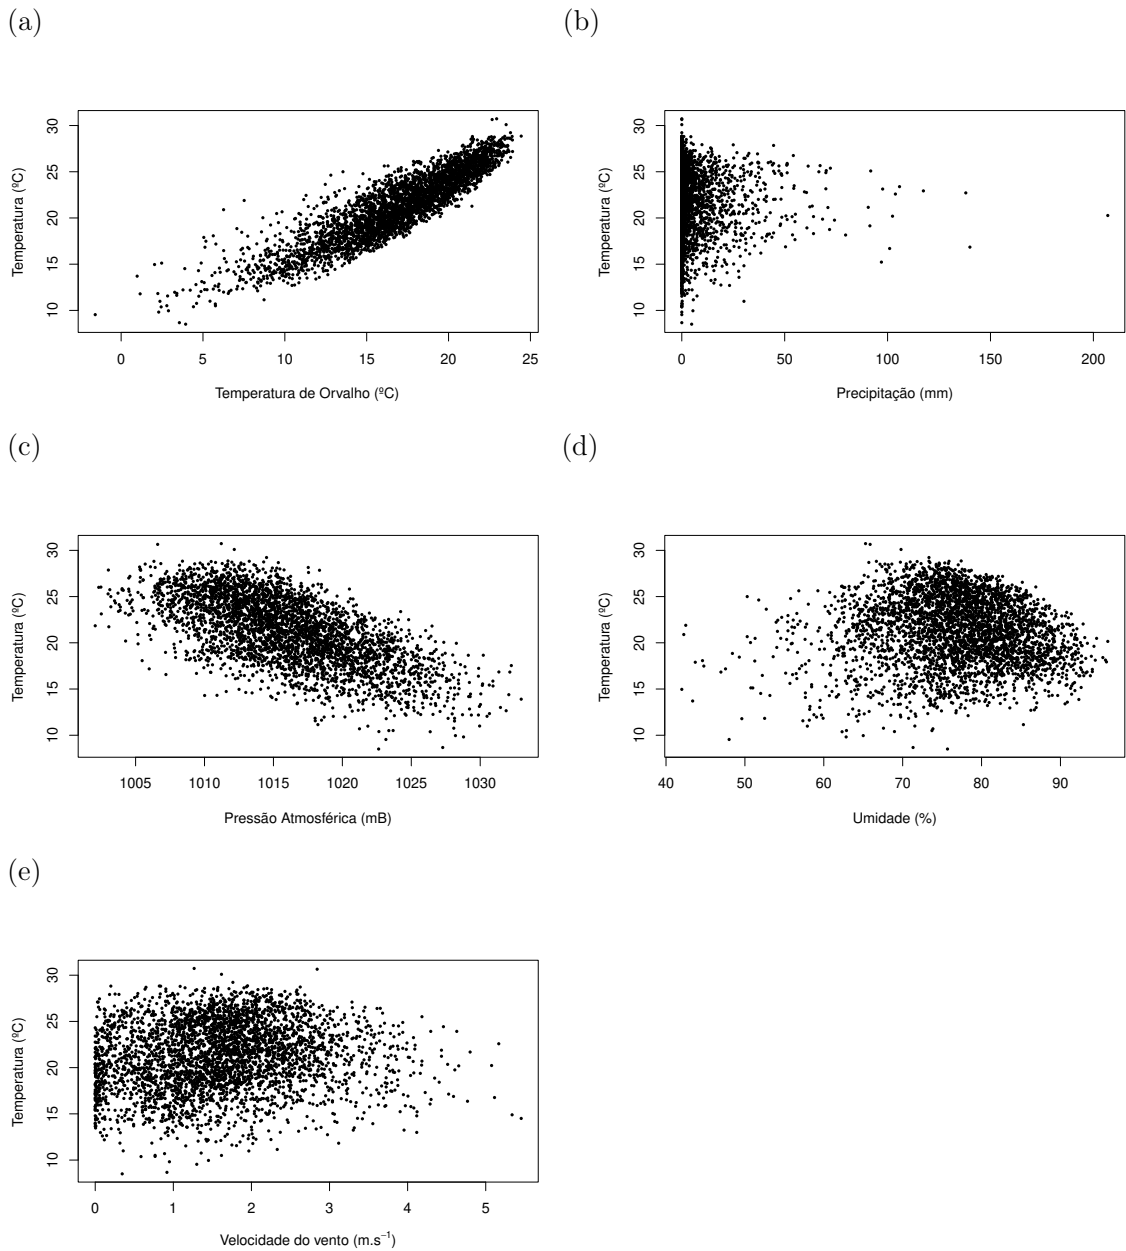 (a)
(b)
30
25
20
15
10
Temperatura (ºC)
0 5 10 15 20 25
Temperatura de Orvalho (ºC)
30
25
20
15
10
Temperatura (ºC)
0 50 100 150 200
Precipitação (mm)
(c)
(d)
30
25
20
15
10
Temperatura (ºC)
1005 1010 1015 1020 1025 1030
Pressão Atmosférica (mB)
30
25
20
15
10
Temperatura (ºC)
40 50 60 70 80 90
Umidade (%)
(e)
30
25
20
15
10
Temperatura (ºC)
0 1 2 3 4 5
Velocidade do vento (m.s⁻¹)